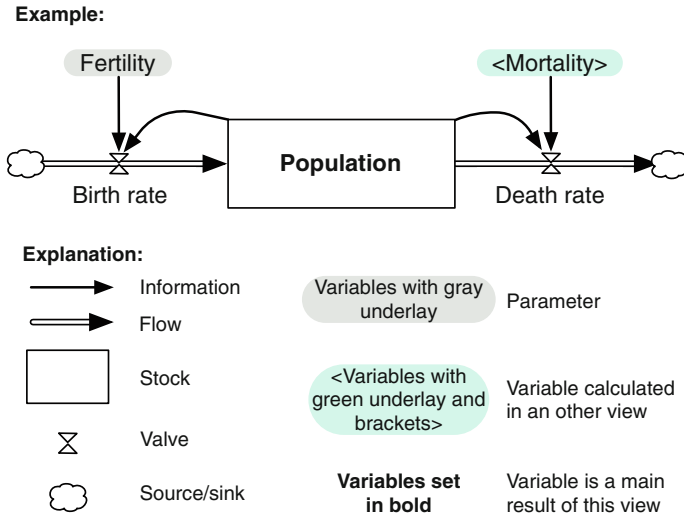 Example:
Fertility
<Mortality>
Population
Birth rate
Death rate
Explanation:
Information
Flow
Stock
Valve
Source/sink
Variables with gray
underlay
Parameter
<Variables with
green underlay and
brackets>
Variable calculated
in an other view
Variables set
in bold
Variable is a main
result of this view